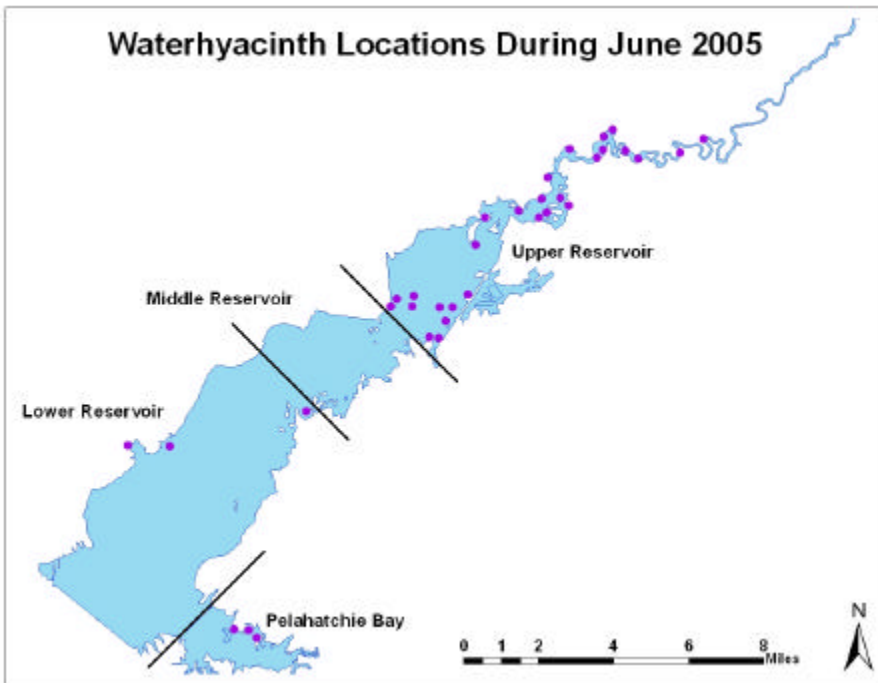 Waterhyacinth Locations During June 2005
Upper Reservoir
Middle Reservoir
Lower Reservoir
Pelahatchie Bay
N
0 1 2 4 6 8
Miles